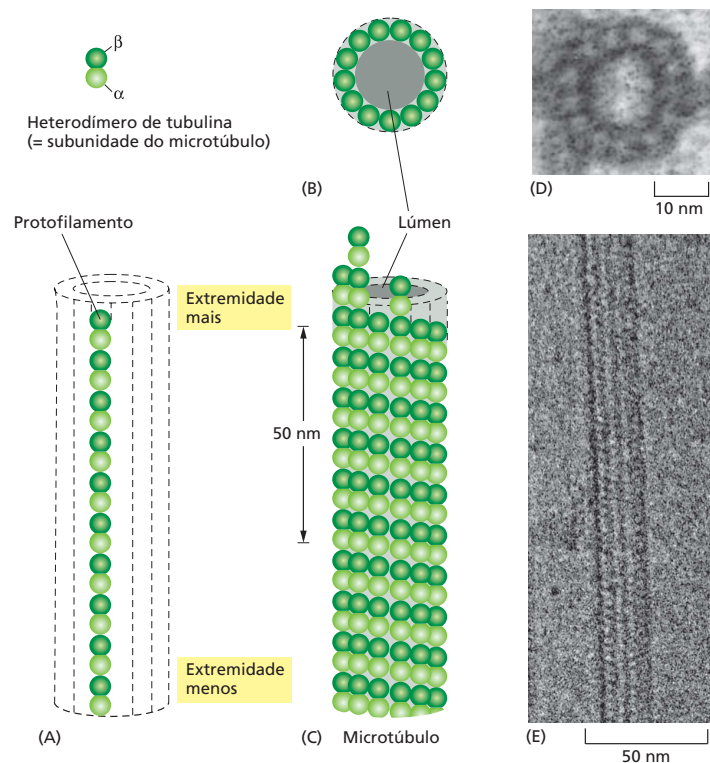 β
α
Heterodímero de tubulina
(= subunidade do microtúbulo)
(B)
(D)
10 nm
Protofilamento
Lúmen
Extremidade
mais
50 nm
Extremidade
menos
(A)
(C)
Microtúbulo
(E)
50 nm